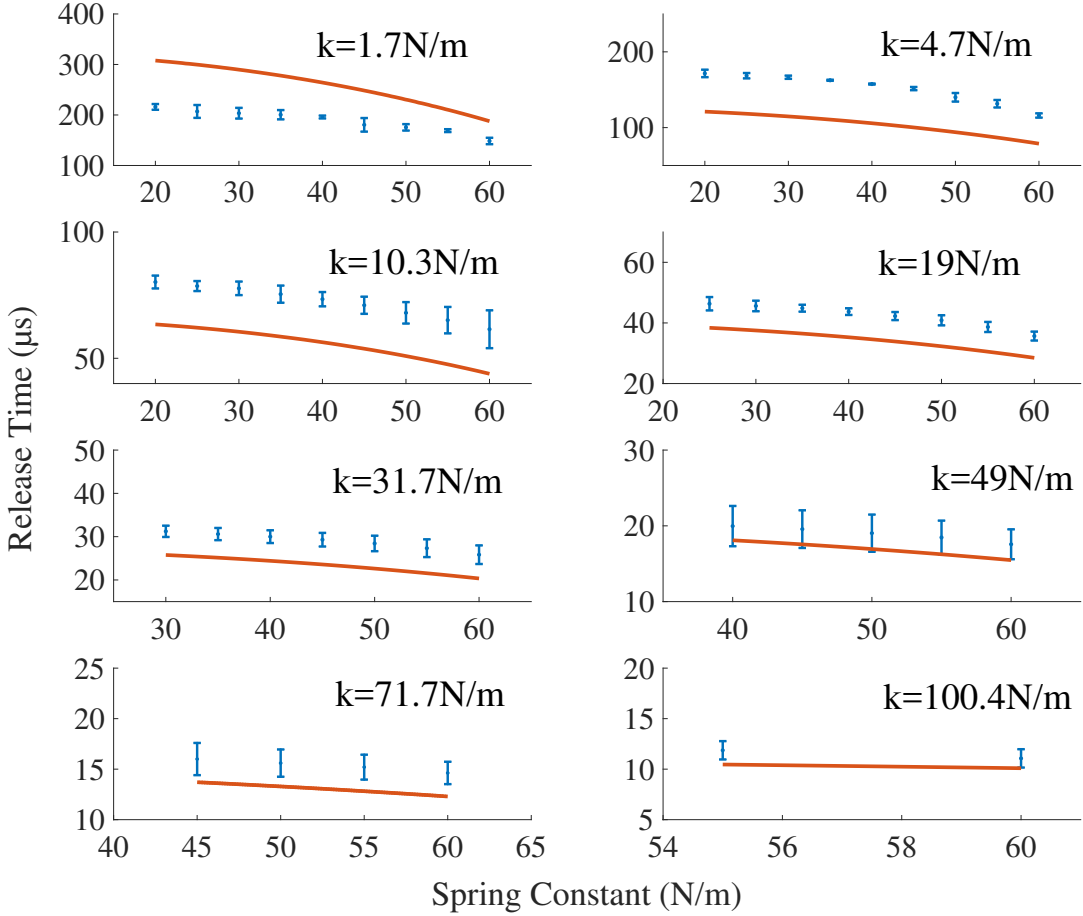 400
300
200
100
20 30 40 50 60
k=1.7N/m
200
100
20 30 40 50 60
k=4.7N/m
100
50
20 30 40 50 60
k=10.3N/m
60
40
20
20 30 40 50 60
k=19N/m
50
40
30
20
30 40 50 60
k=31.7N/m
30
20
10
40 50 60
k=49N/m
25
20
15
10
40 45 50 55 60 65
k=71.7N/m
20
15
10
5
54 56 58 60
k=100.4N/m
Release Time (µs)
Spring Constant (N/m)